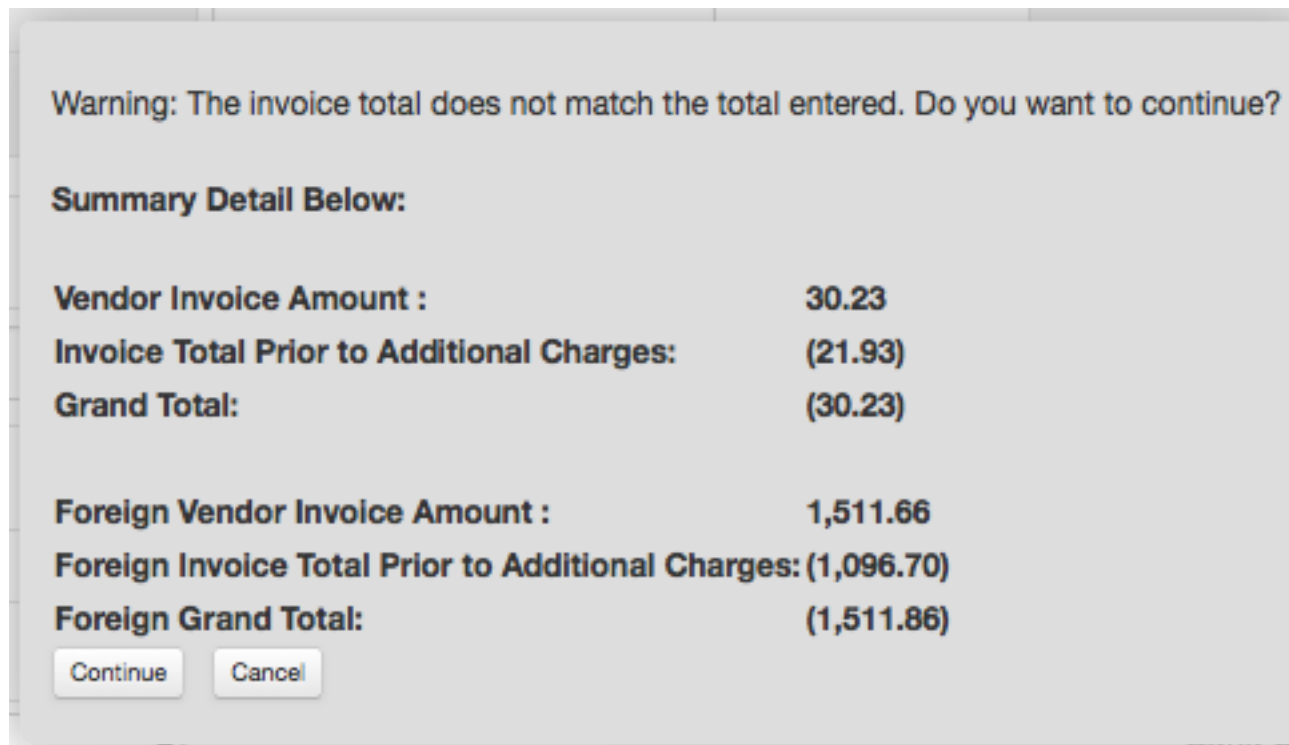 Warning: The invoice total does not match the total entered. Do you want to continue?
Summary Detail Below:
Vendor Invoice Amount : 30.23
Invoice Total Prior to Additional Charges: (21.93)
Grand Total: (30.23)
Foreign Vendor Invoice Amount : 1,511.66
Foreign Invoice Total Prior to Additional Charges: (1,096.70)
Foreign Grand Total: (1,511.86)
Continue Cancel